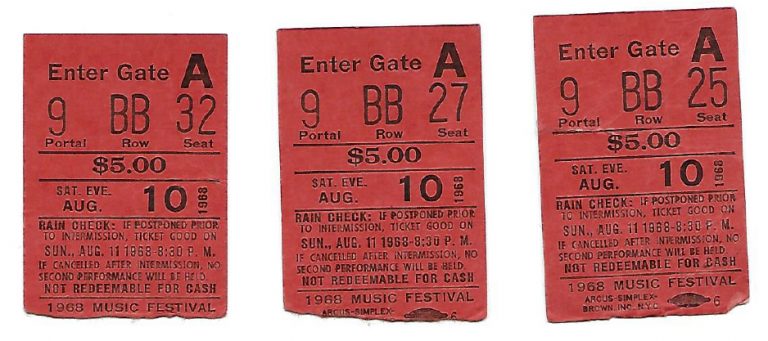 Enter Gate A
9 BB 32
Portal Row Seat
$5.00
SAT. EVE.
AUG. 10 1968
RAIN CHECK: IF POSTPONED PRIOR
TO INTERMISSION, TICKET GOOD ON
SUN., AUG. 11 1968-8:30 P. M.
IF CANCELLED AFTER INTERMISSION, NO
SECOND PERFORMANCE WILL BE HELD.
NOT REDEEMABLE FOR CASH
1968 MUSIC FESTIVAL
Enter Gate A
9 BB 27
Portal Row Seat
$5.00
SAT. EVE.
AUG. 10 1968
RAIN CHECK: IF POSTPONED PRIOR
TO INTERMISSION, TICKET GOOD ON
SUN., AUG. 11 1968-8:30 P. M.
IF CANCELLED AFTER INTERMISSION, NO
SECOND PERFORMANCE WILL BE HELD.
NOT REDEEMABLE FOR CASH
1968 MUSIC FESTIVAL
ARCUS-SIMPLEX- 6
Enter Gate A
9 BB 25
Portal Row Seat
$5.00
SAT. EVE.
AUG. 10 1968
RAIN CHECK: IF POSTPONED PRIOR
TO INTERMISSION, TICKET GOOD ON
SUN., AUG. 11 1968-8:30 P. M.
IF CANCELLED AFTER INTERMISSION, NO
SECOND PERFORMANCE WILL BE HELD.
NOT REDEEMABLE FOR CASH
1968 MUSIC FESTIVAL
ARCUS-SIMPLEX-
BROWN, INC. N.Y.C. 6